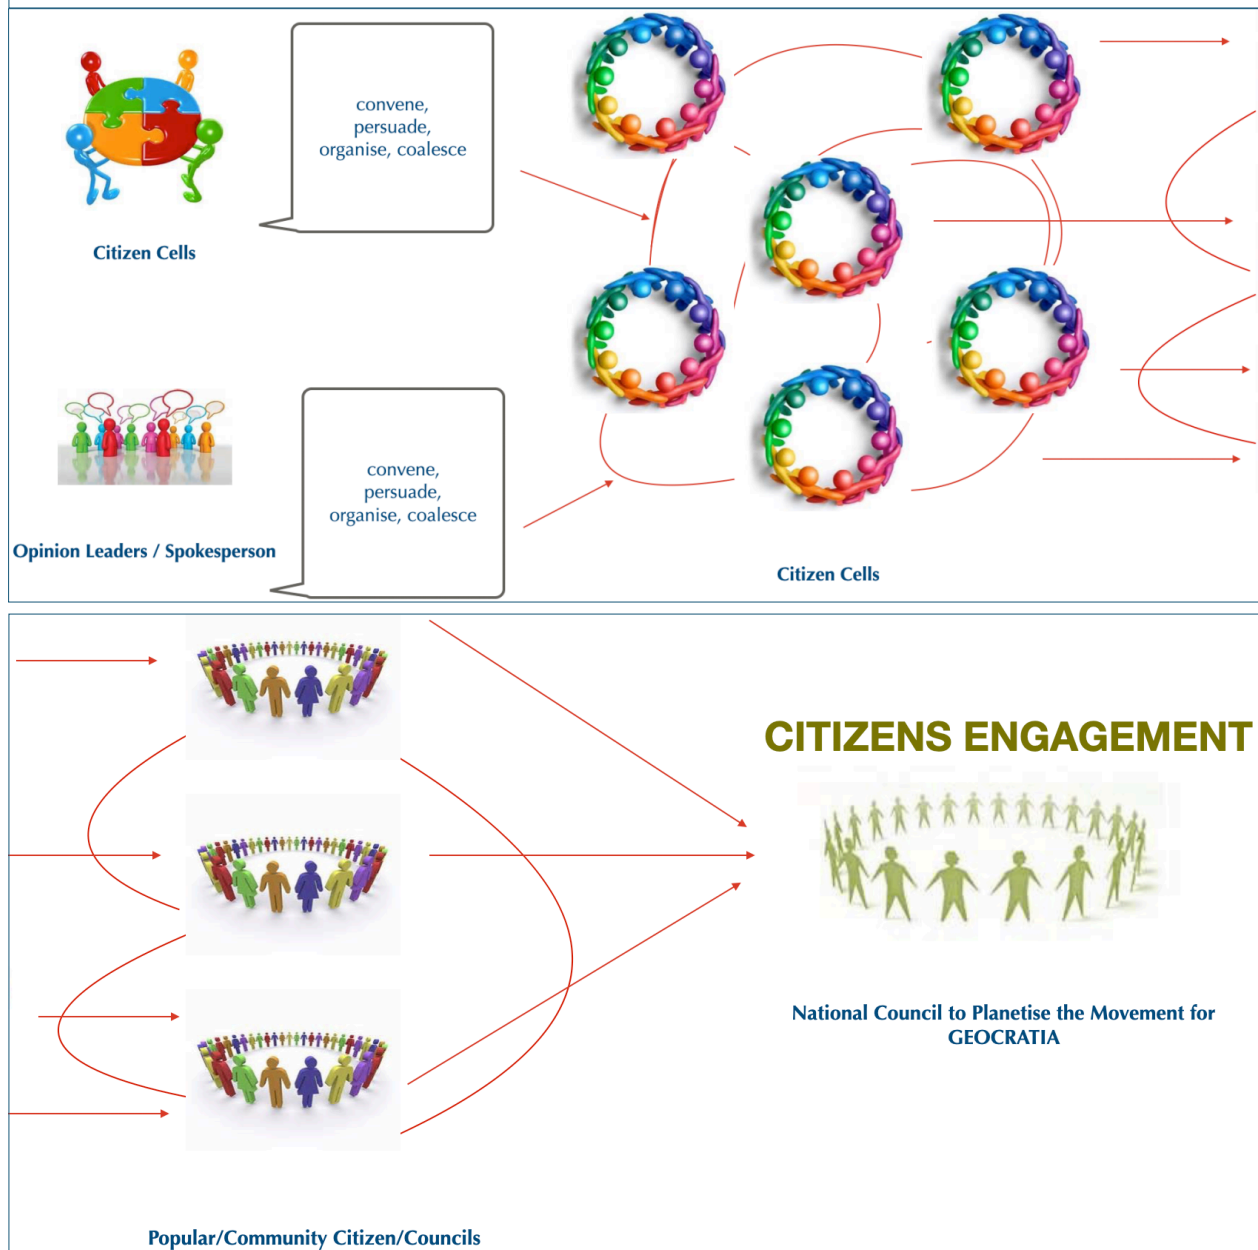 convene,
persuade,
organise, coalesce
Citizen Cells
convene,
persuade,
organise, coalesce
Opinion Leaders / Spokesperson
Citizen Cells
CITIZENS ENGAGEMENT
National Council to Planetise the Movement for
GEOCRATIA
Popular/Community Citizen/Councils